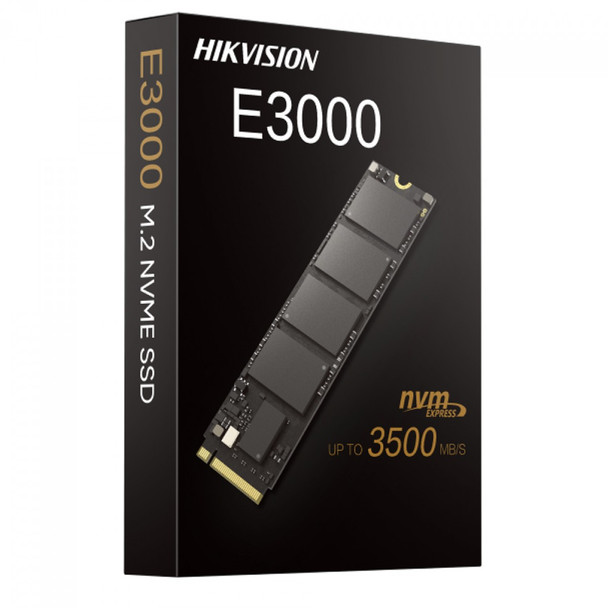 HIKVISION
E3000
nvm
EXPRESS
UP TO 3500 MB/S
E3000 M.2 NVME SSD